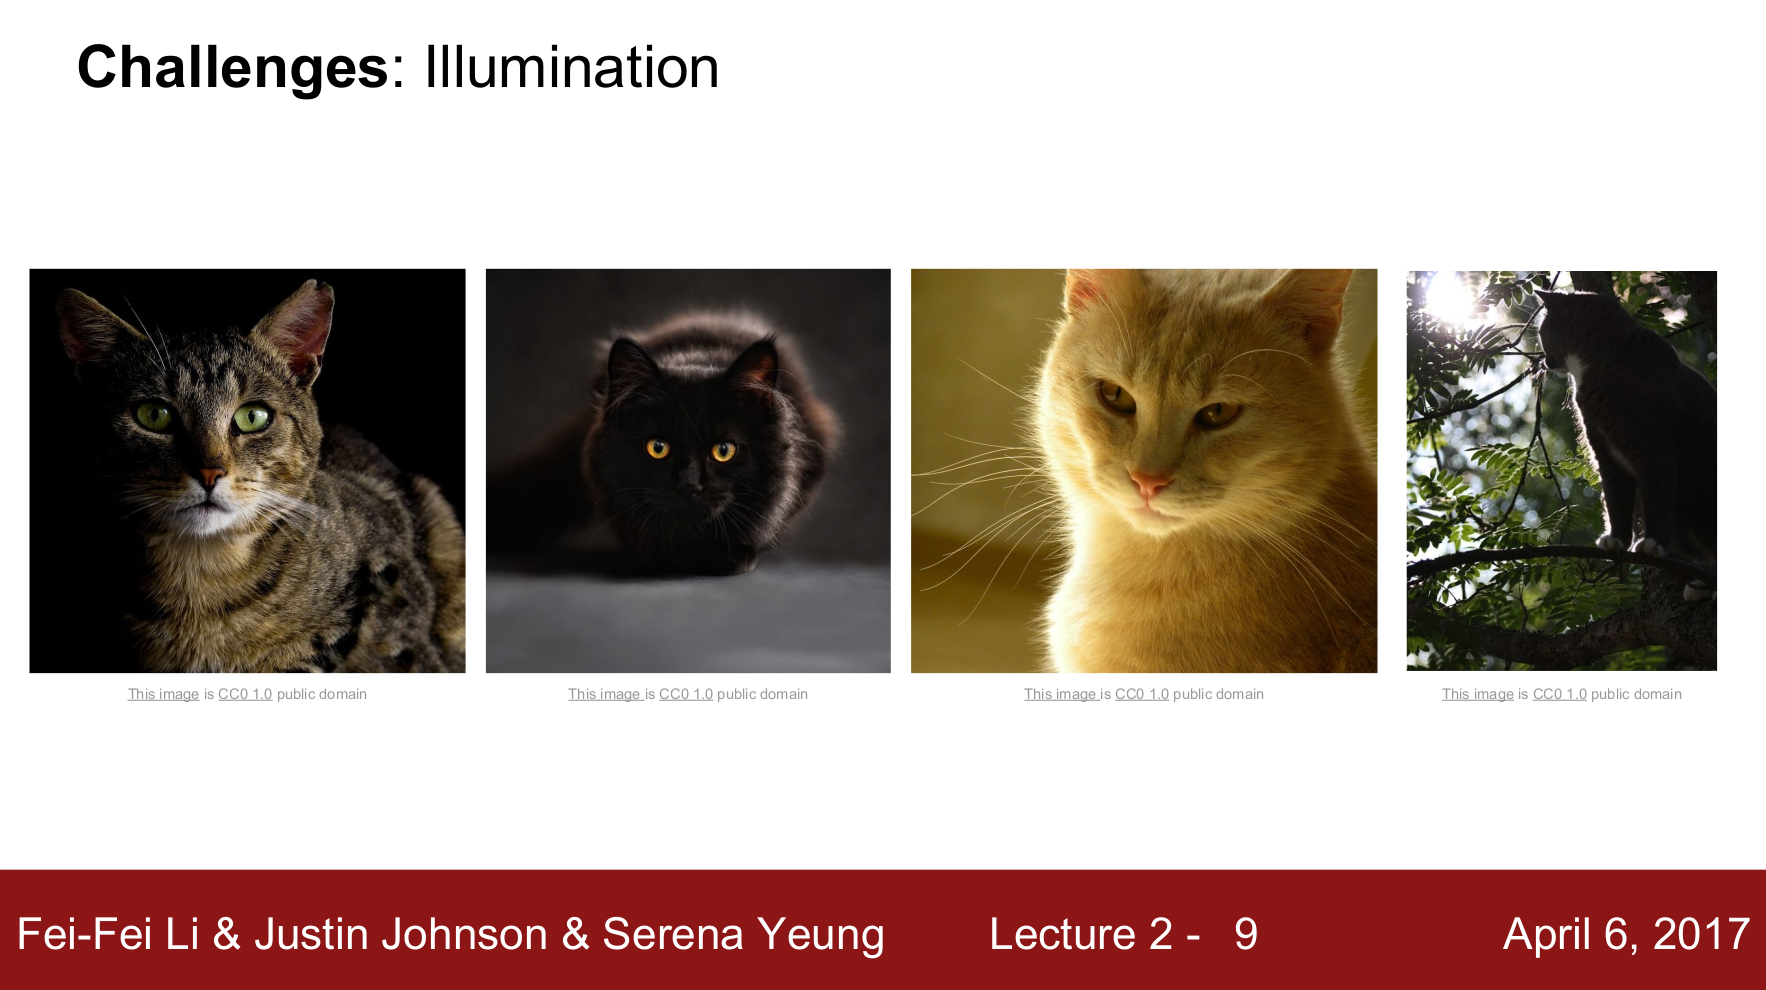 Challenges: Illumination
This image is CC0 1.0 public domain
This image is CC0 1.0 public domain
This image is CC0 1.0 public domain
This image is CC0 1.0 public domain
Fei-Fei Li & Justin Johnson & Serena Yeung
Lecture 2 - 9
April 6, 2017